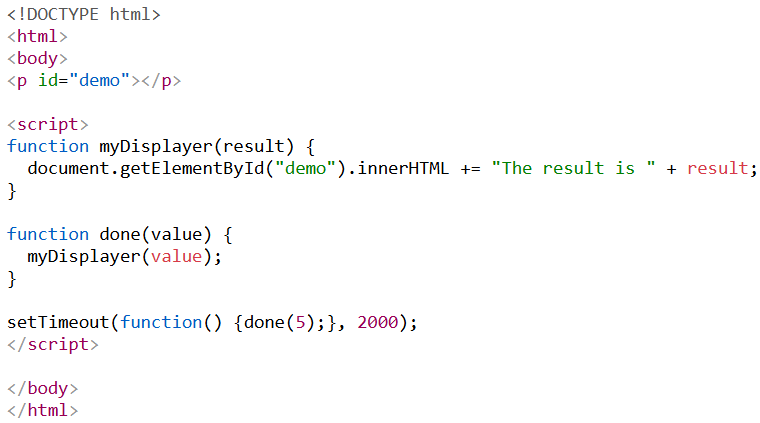 <!DOCTYPE html>
<html>
<body>
<p id="demo"></p>

<script>
function myDisplayer(result) {
  document.getElementById("demo").innerHTML += "The result is " + result;
}

function done(value) {
  myDisplayer(value);
}

setTimeout(function() {done(5);}, 2000);
</script>

</body>
</html>